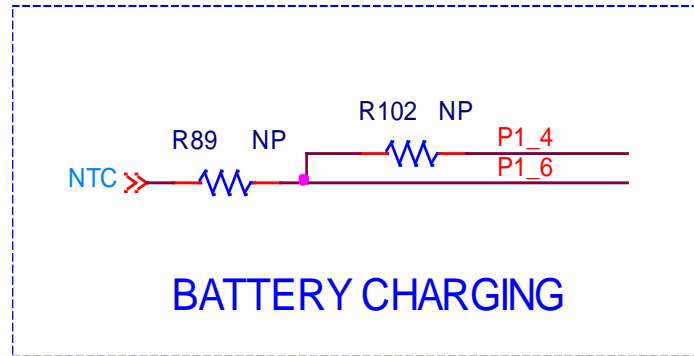 R102 NP
P1_4
R89 NP
P1_6
NTC
BATTERY CHARGING